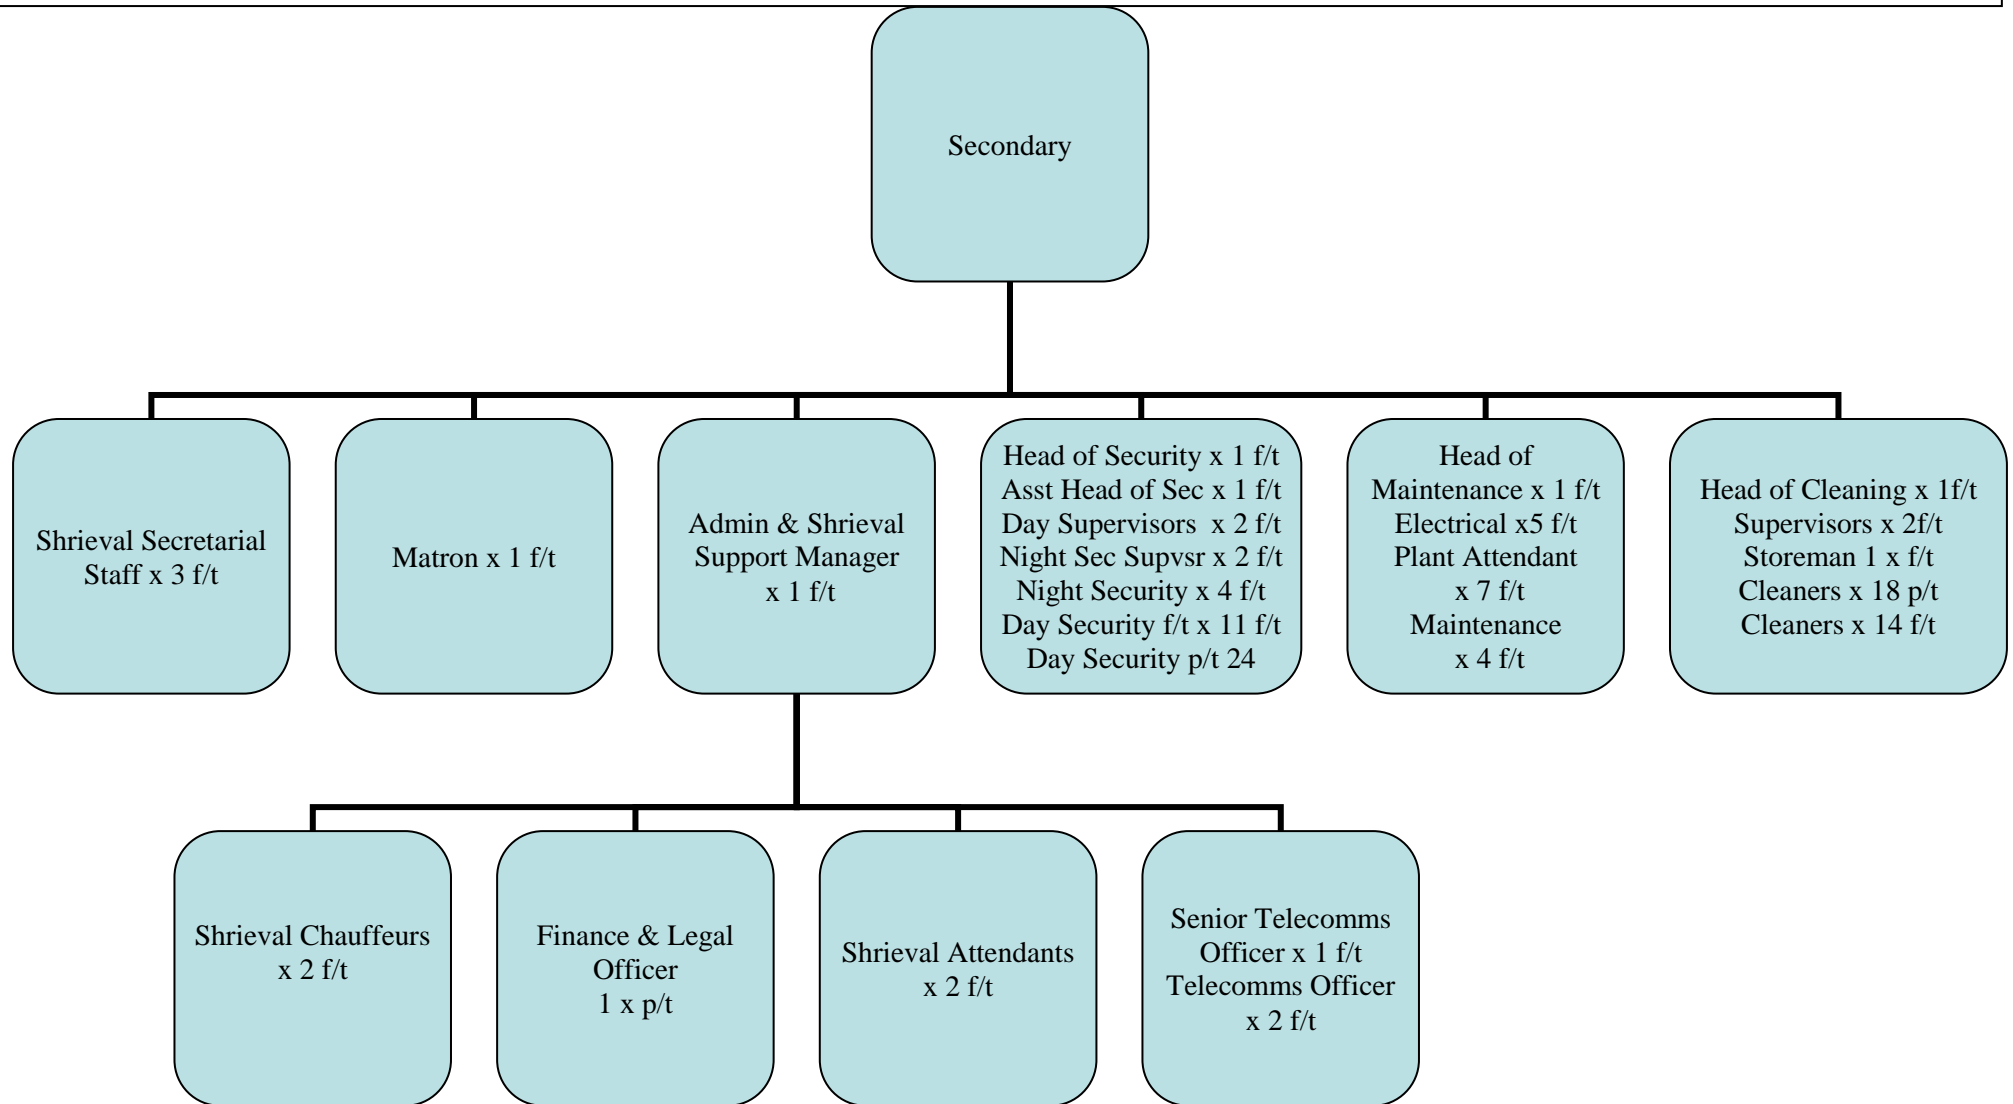 Secondary
Shrieval Secretarial
Staff x 3 f/t
Matron x 1 f/t
Admin & Shrieval
Support Manager
x 1 f/t
Head of Security x 1 f/t
Asst Head of Sec x 1 f/t
Day Supervisors  x 2 f/t
Night Sec Supvsr x 2 f/t
Night Security x 4 f/t
Day Security f/t x 11 f/t
Day Security p/t 24
Head of
Maintenance x 1 f/t
Electrical x5 f/t
Plant Attendant
x 7 f/t
Maintenance
x 4 f/t
Head of Cleaning x 1f/t
Supervisors x 2f/t
Storeman 1 x f/t
Cleaners x 18 p/t
Cleaners x 14 f/t
Shrieval Chauffeurs
x 2 f/t
Finance & Legal
Officer
1 x p/t
Shrieval Attendants
x 2 f/t
Senior Telecomms
Officer x 1 f/t
Telecomms Officer
x 2 f/t